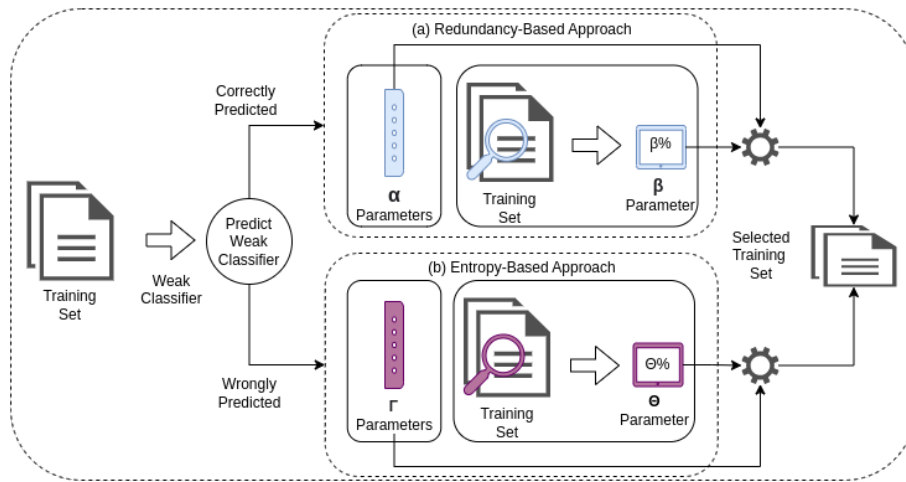 (a) Redundancy-Based Approach
Correctly
Predicted
α
Parameters
Training
Set
β%
β
Parameter
Training
Set
Weak
Classifier
Predict
Weak
Classifier
Selected
Training
Set
(b) Entropy-Based Approach
Wrongly
Predicted
Γ
Parameters
Training
Set
Θ%
Θ
Parameter